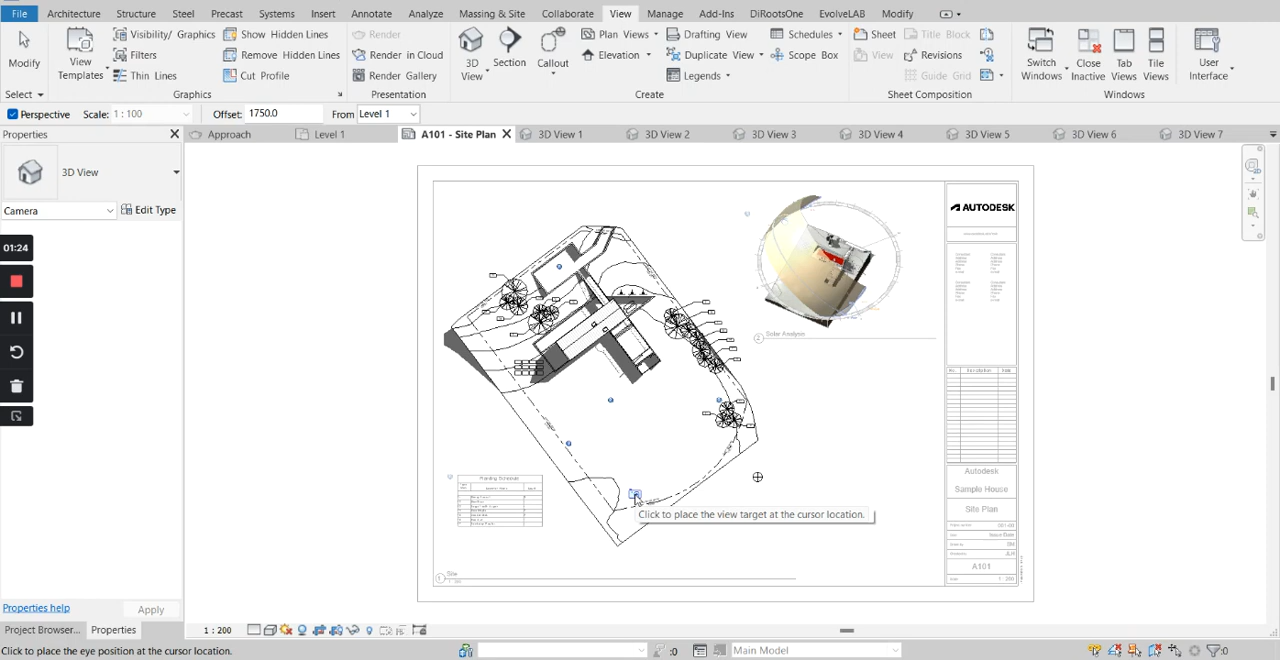 File Architecture Structure Steel Precast Systems Insert Annotate Analyze Massing & Site Collaborate View Manage Add-Ins DiRootsOne EvolveLAB Modify
Modify
Select
View Templates
Visibility/ Graphics
Filters
Thin Lines
Show Hidden Lines
Remove Hidden Lines
Cut Profile
Graphics
Render
Render in Cloud
Render Gallery
Presentation
3D View
Section
Callout
Plan Views
Elevation
Drafting View
Duplicate View
Legends
Schedules
Scope Box
Create
Sheet
View
Title Block
Revisions
Guide Grid
Sheet Composition
Switch Windows
Close Inactive
Tab Views
Tile Views
Windows
User Interface
Perspective Scale: 1 : 100 Offset: 1750.0 From Level 1
Properties
Approach Level 1 A101 - Site Plan 3D View 1 3D View 2 3D View 3 3D View 4 3D View 5 3D View 6 3D View 7
3D View
Camera Edit Type
01:24
AUTODESK
Solar Analysis
Planting Schedule
Click to place the view target at the cursor location.
No. Description Date
Autodesk
Sample House
Site Plan
A101
1 : 200
Site
Properties help Apply
Project Browser... Properties
1 : 200
Click to place the eye position at the cursor location.
:0
Main Model
:0